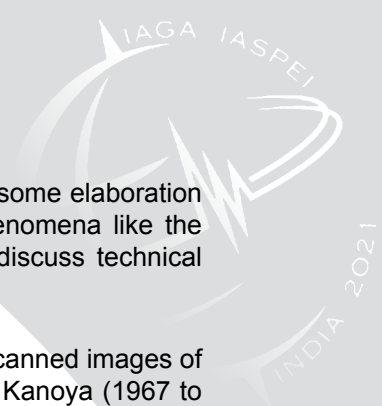 IAGA IASPEI
INDIA 2021
some elaboration
enomena like the
discuss technical
canned images of
Kanoya (1967 to